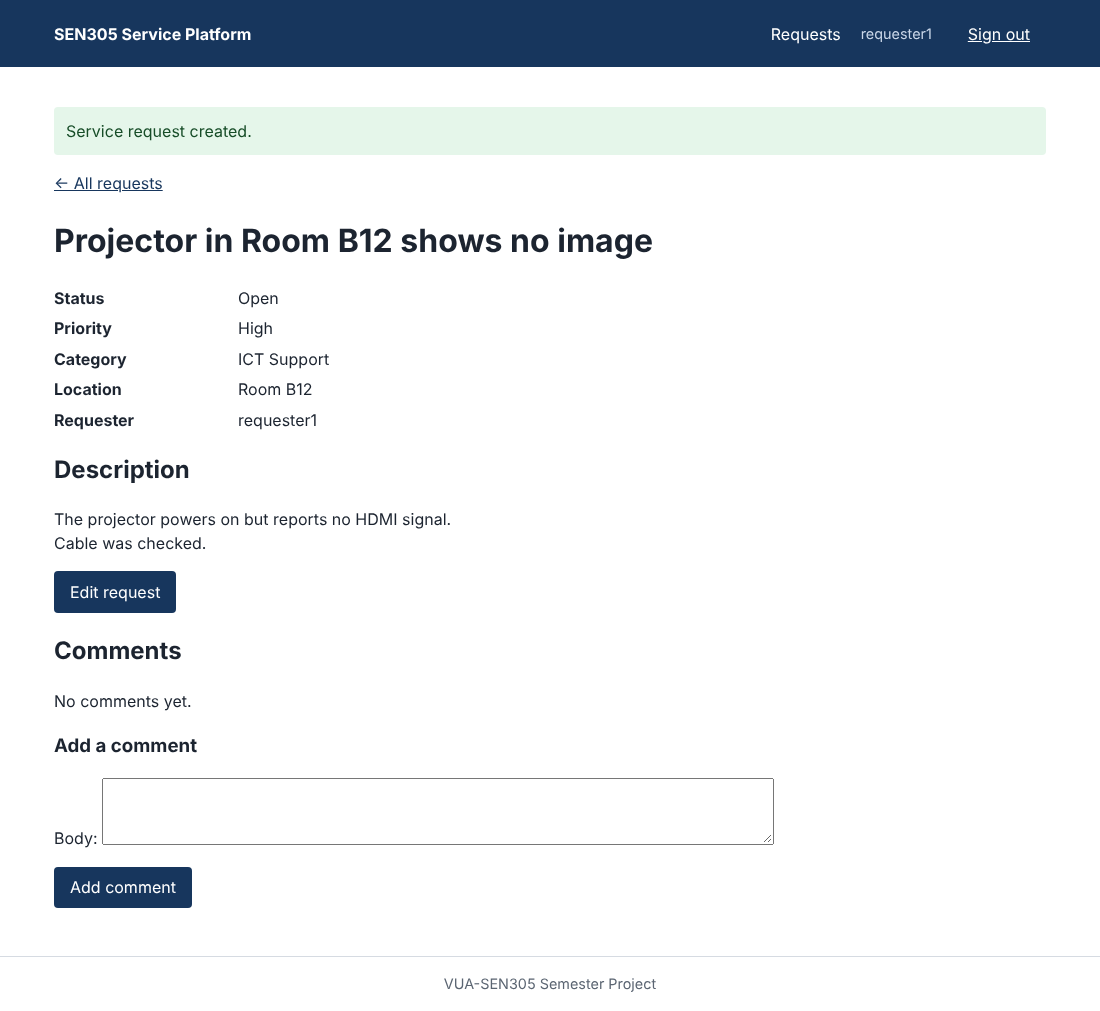 SEN305 Service Platform
Requests requester1 Sign out
Service request created.
← All requests
Projector in Room B12 shows no image
Status Open
Priority High
Category ICT Support
Location Room B12
Requester requester1
Description
The projector powers on but reports no HDMI signal.
Cable was checked.
Edit request
Comments
No comments yet.
Add a comment
Body:
Add comment
VUA-SEN305 Semester Project